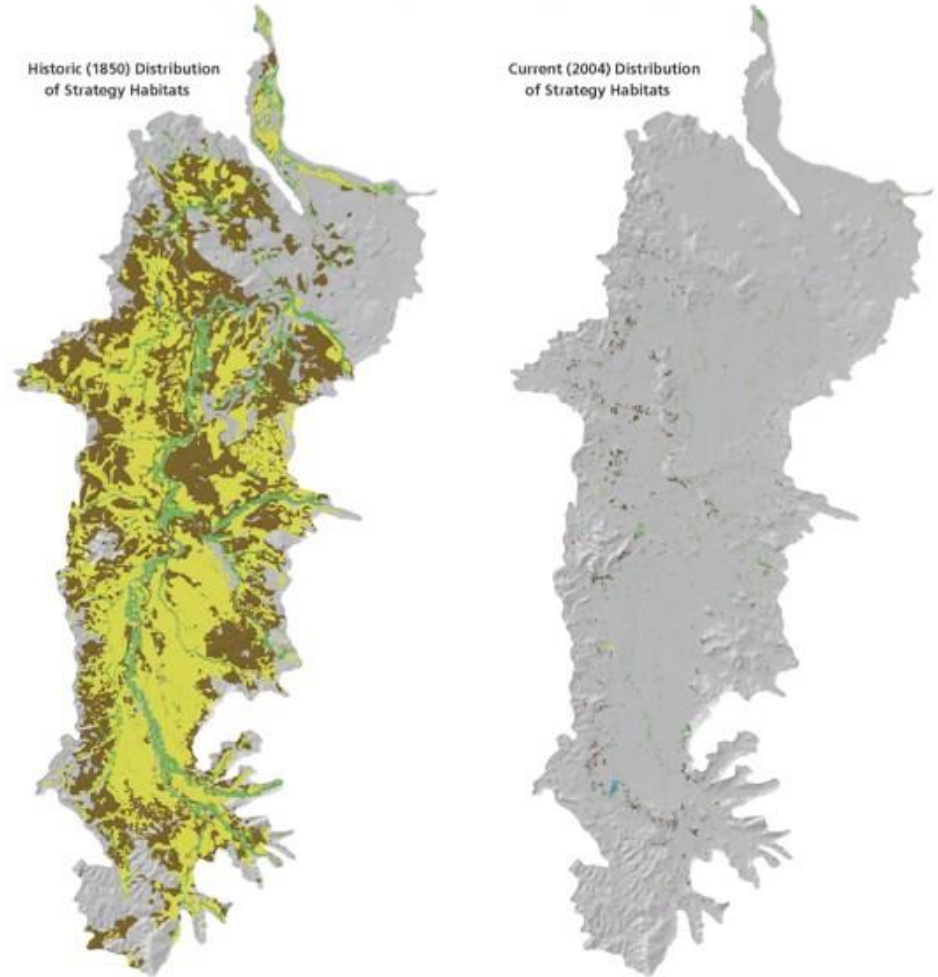 Historic (1850) Distribution
of Strategy Habitats
Current (2004) Distribution
of Strategy Habitats